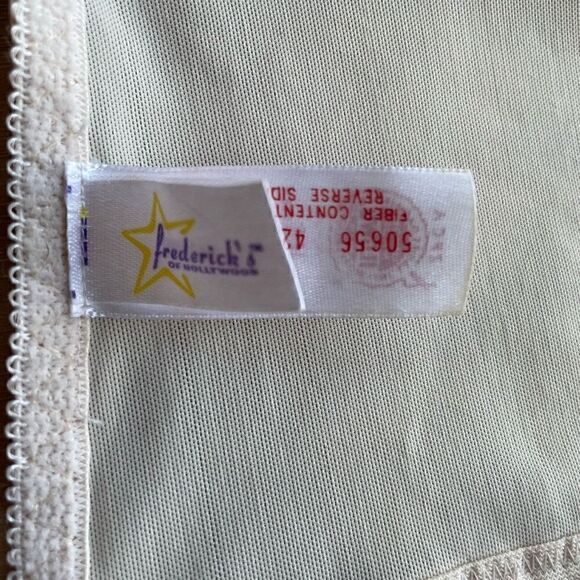 frederick's
OF HOLLYWOOD
50656 42
FIBER CONTENT
REVERSE SID